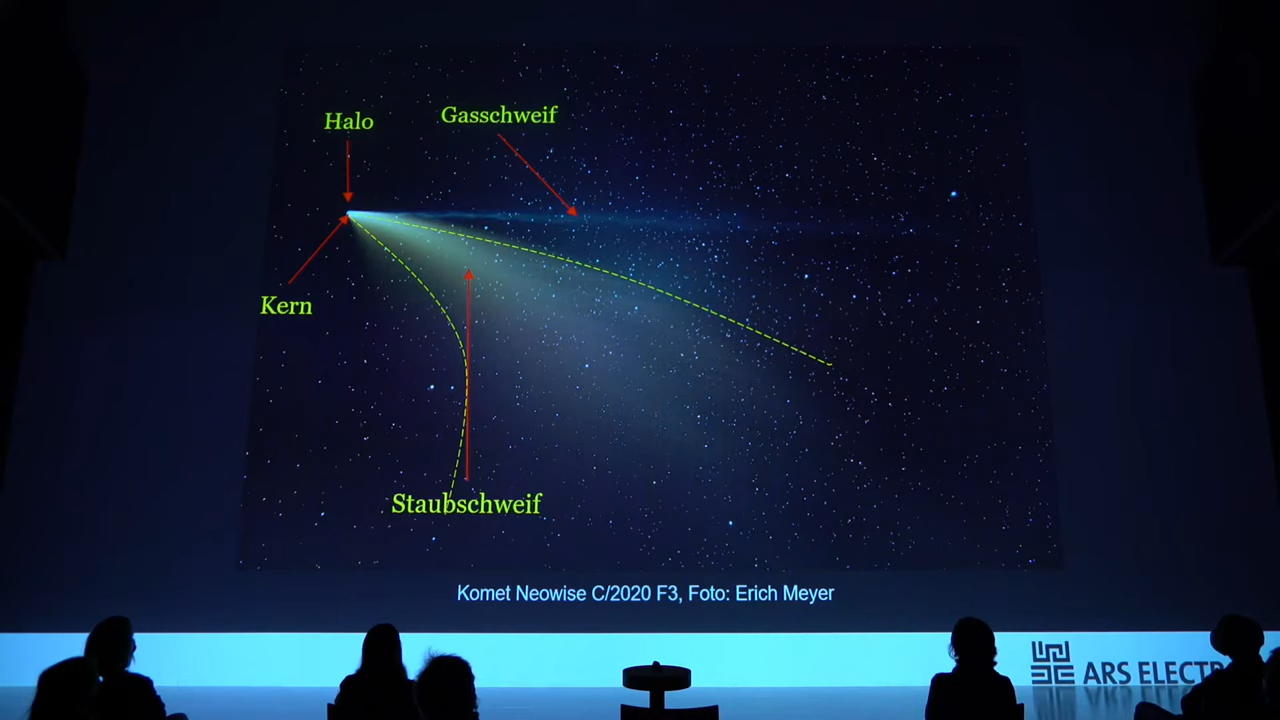 Halo
Gasschweif
Kern
Staubschweif
Komet Neowise C/2020 F3, Foto: Erich Meyer
ARS ELECTR